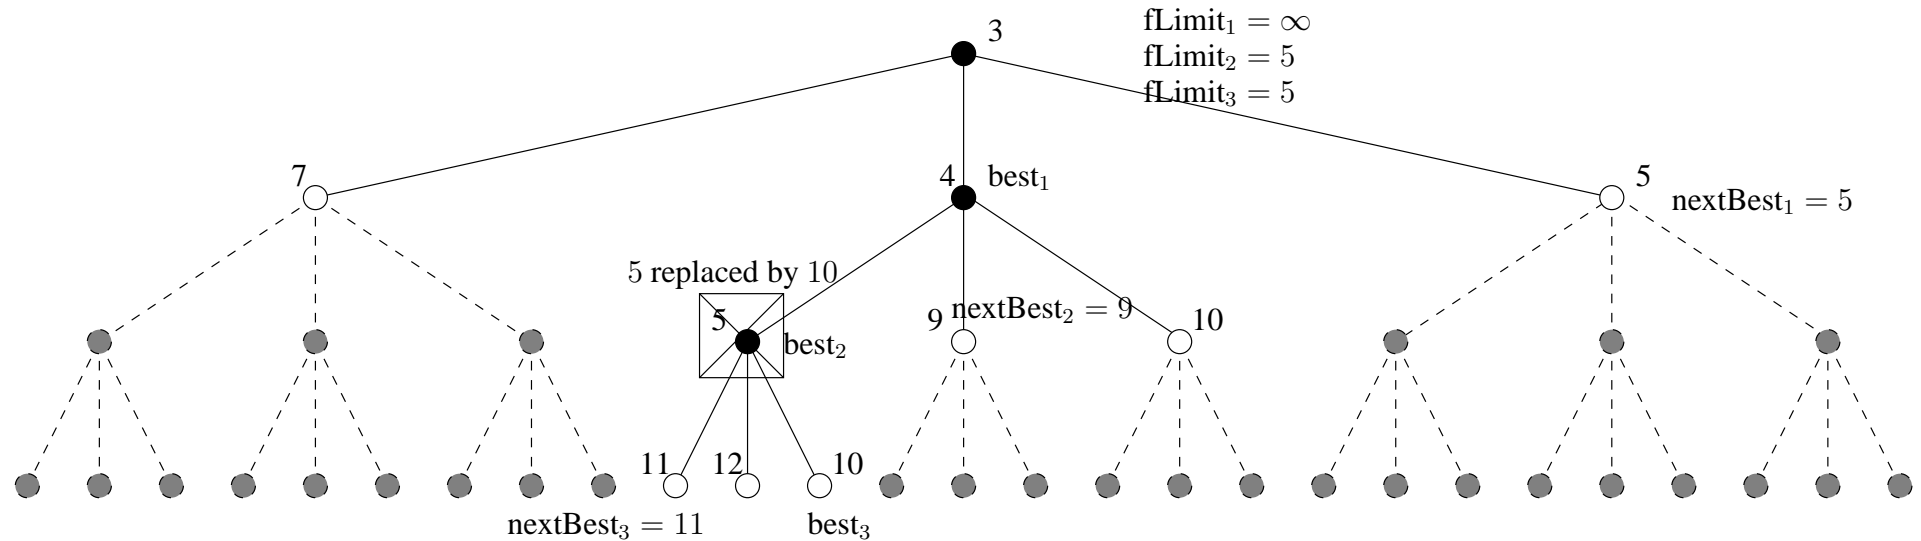 3
fLimit₁ = ∞
fLimit₂ = 5
fLimit₃ = 5
7
4
best₁
5
nextBest₁ = 5
5 replaced by 10
5
best₂
9
nextBest₂ = 9
10
11
12
10
nextBest₃ = 11
best₃